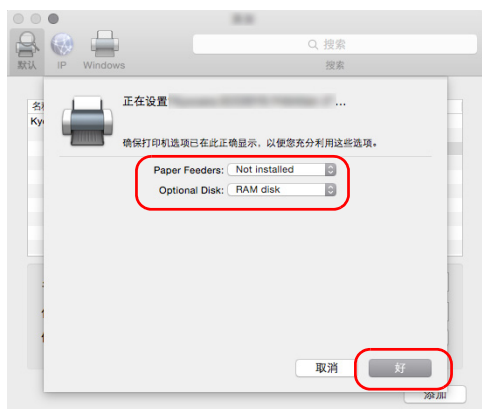 搜索
默认
IP
Windows
搜索
正在设置 ...
Ky
确保打印机选项已在此正确显示，以便您充分利用这些选项。
Paper Feeders: Not installed
Optional Disk: RAM disk
取消
好
添加